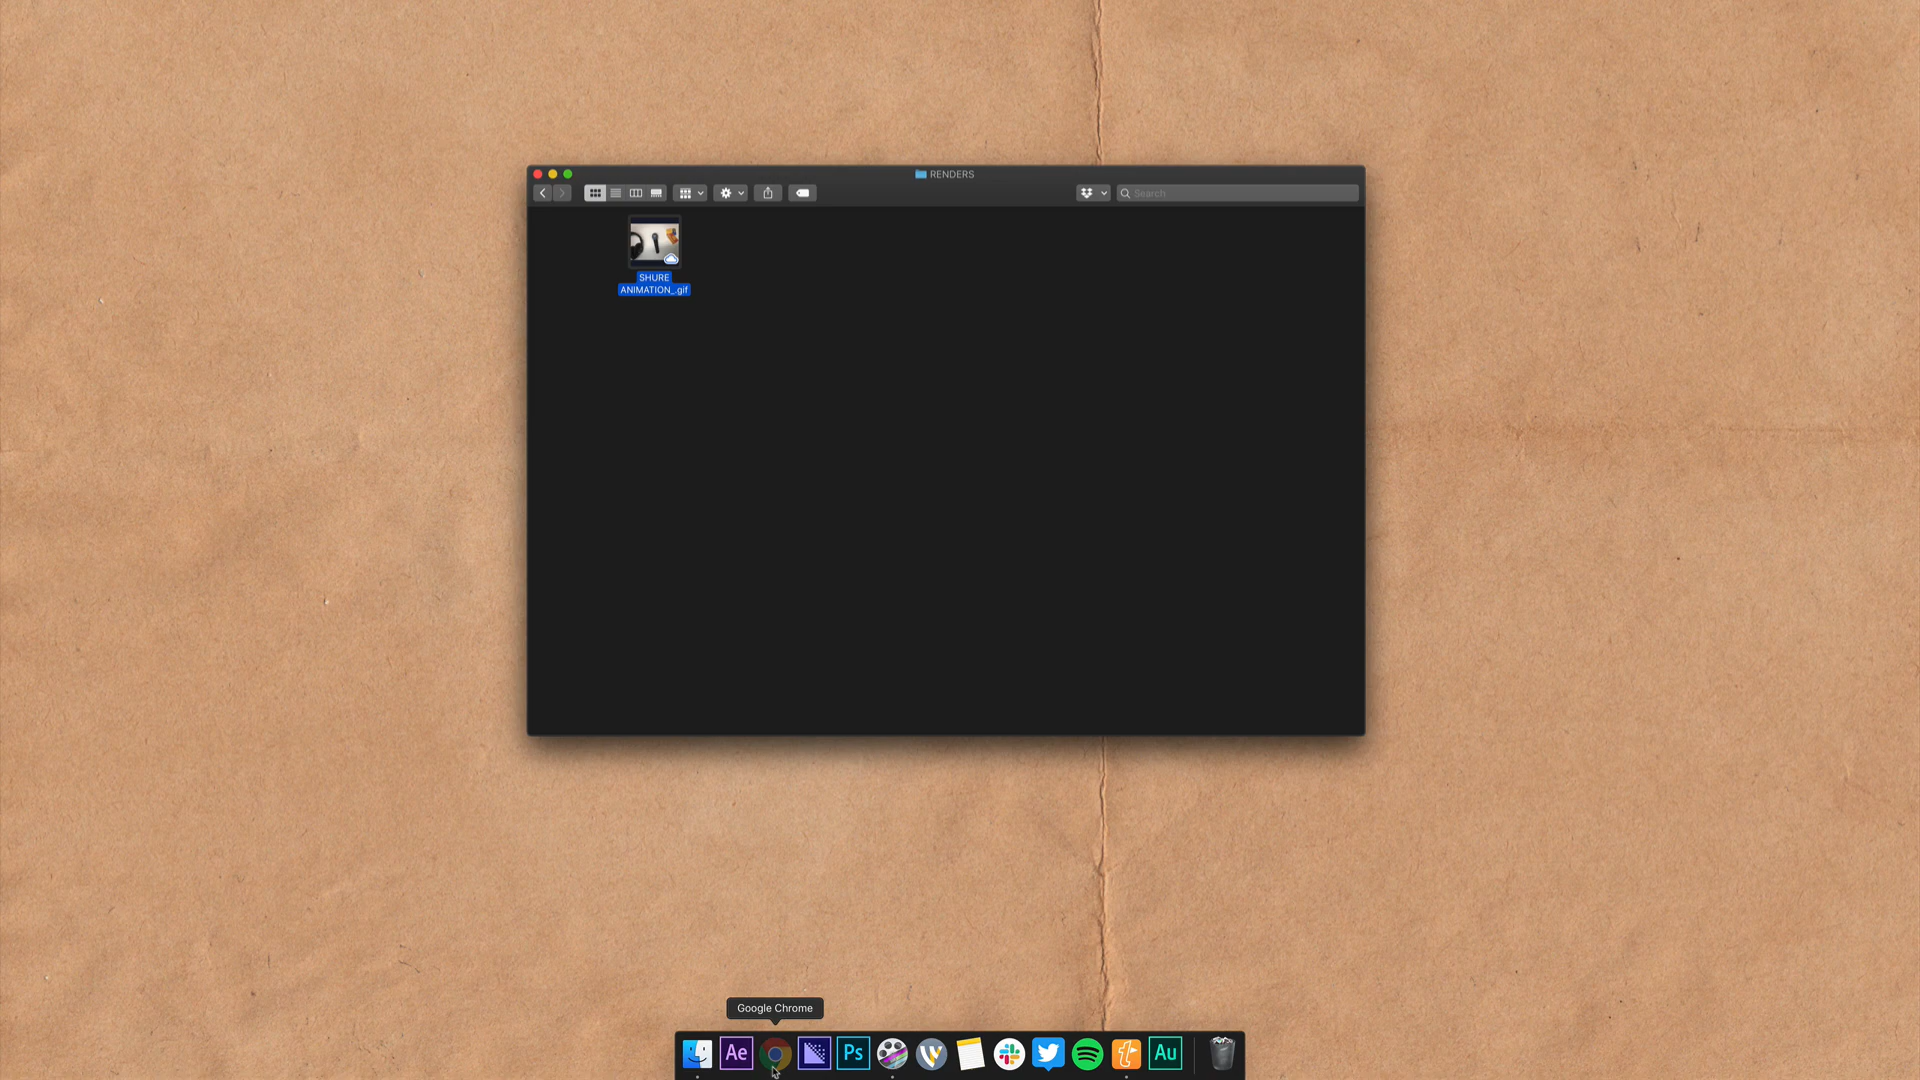 RENDERS
Search
SHURE
ANIMATION_.gif
Google Chrome
Ae
Ps
Au